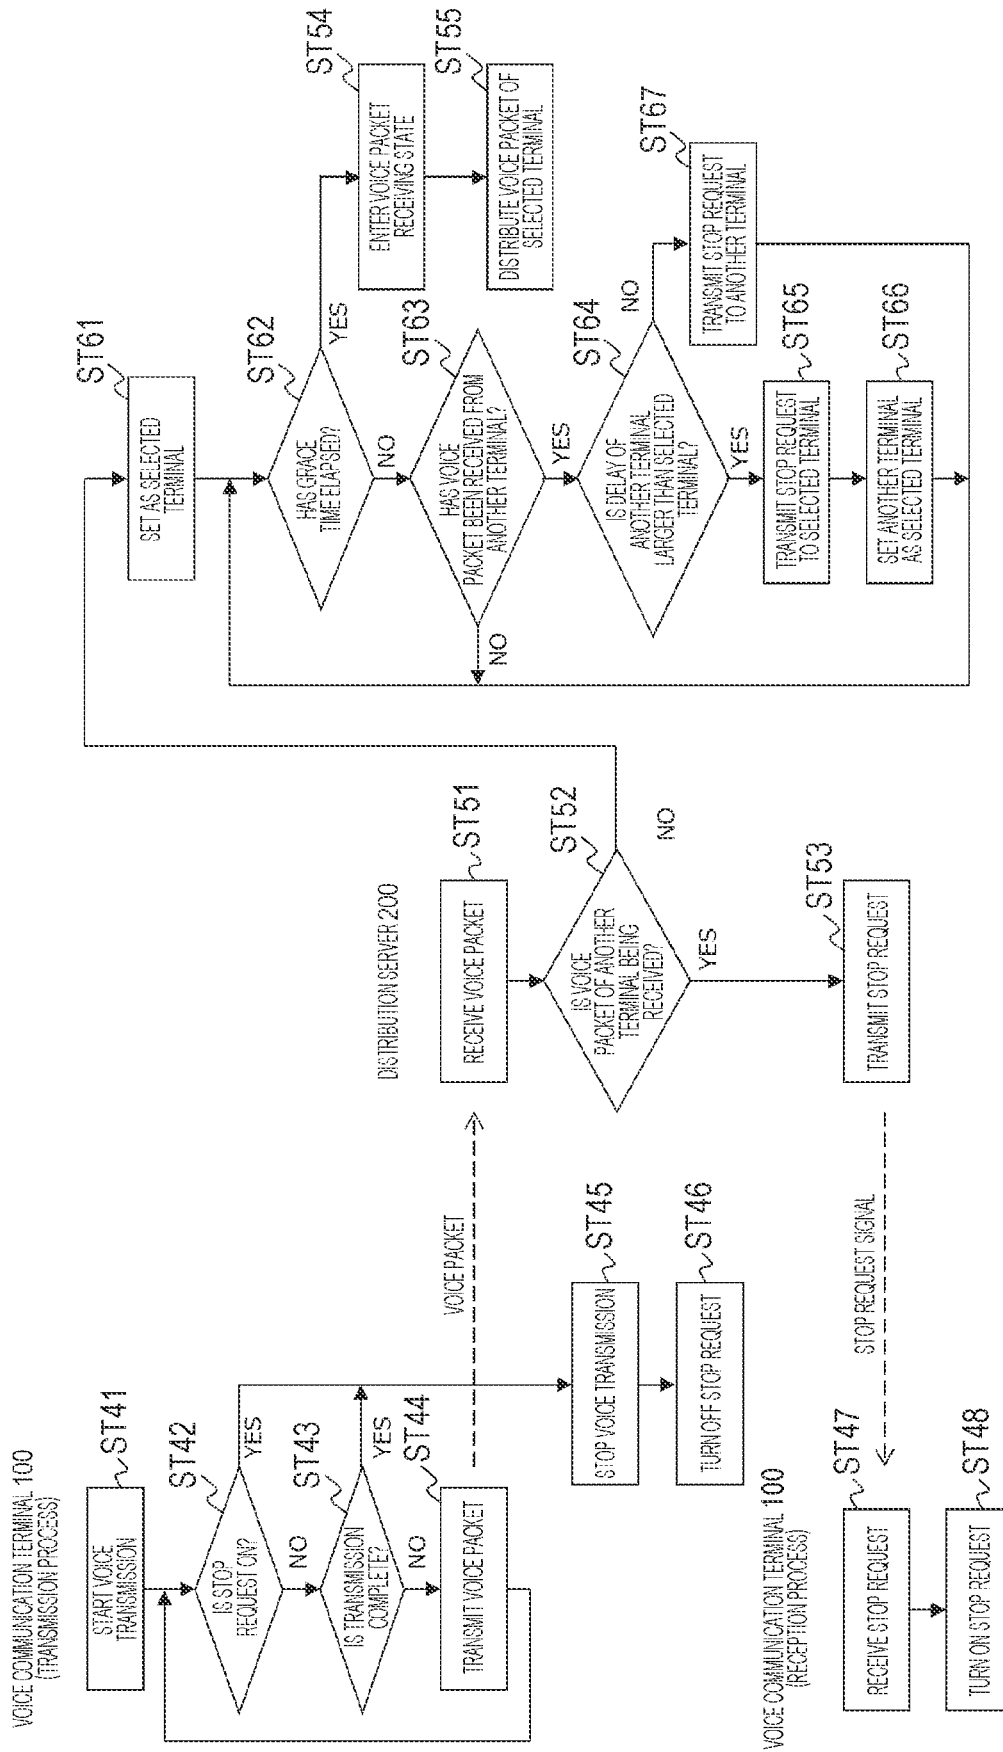 VOICE COMMUNICATION TERMINAL 100
(TRANSMISSION PROCESS)
START VOICE
TRANSMISSION
ST41
IS STOP
REQUEST ON?
ST42
YES
NO
IS TRANSMISSION
COMPLETE?
ST43
YES
NO
TRANSMIT VOICE PACKET
ST44
STOP VOICE TRANSMISSION
ST45
TURN OFF STOP REQUEST
ST46
VOICE COMMUNICATION TERMINAL 100
(RECEPTION PROCESS)
RECEIVE STOP REQUEST
ST47
TURN ON STOP REQUEST
ST48
VOICE PACKET
STOP REQUEST SIGNAL
DISTRIBUTION SERVER 200
RECEIVE VOICE PACKET
ST51
IS VOICE
PACKET OF ANOTHER
TERMINAL BEING
RECEIVED?
ST52
NO
YES
TRANSMIT STOP REQUEST
ST53
SET AS SELECTED
TERMINAL
ST61
HAS GRACE
TIME ELAPSED?
ST62
YES
NO
ENTER VOICE PACKET
RECEIVING STATE
ST54
DISTRIBUTE VOICE PACKET OF
SELECTED TERMINAL
ST55
HAS VOICE
PACKET BEEN RECEIVED FROM
ANOTHER TERMINAL?
ST63
NO
YES
IS DELAY OF
ANOTHER TERMINAL
LARGER THAN SELECTED
TERMINAL?
ST64
NO
YES
TRANSMIT STOP REQUEST
TO ANOTHER TERMINAL
ST67
TRANSMIT STOP REQUEST
TO SELECTED TERMINAL
ST65
SET ANOTHER TERMINAL
AS SELECTED TERMINAL
ST66